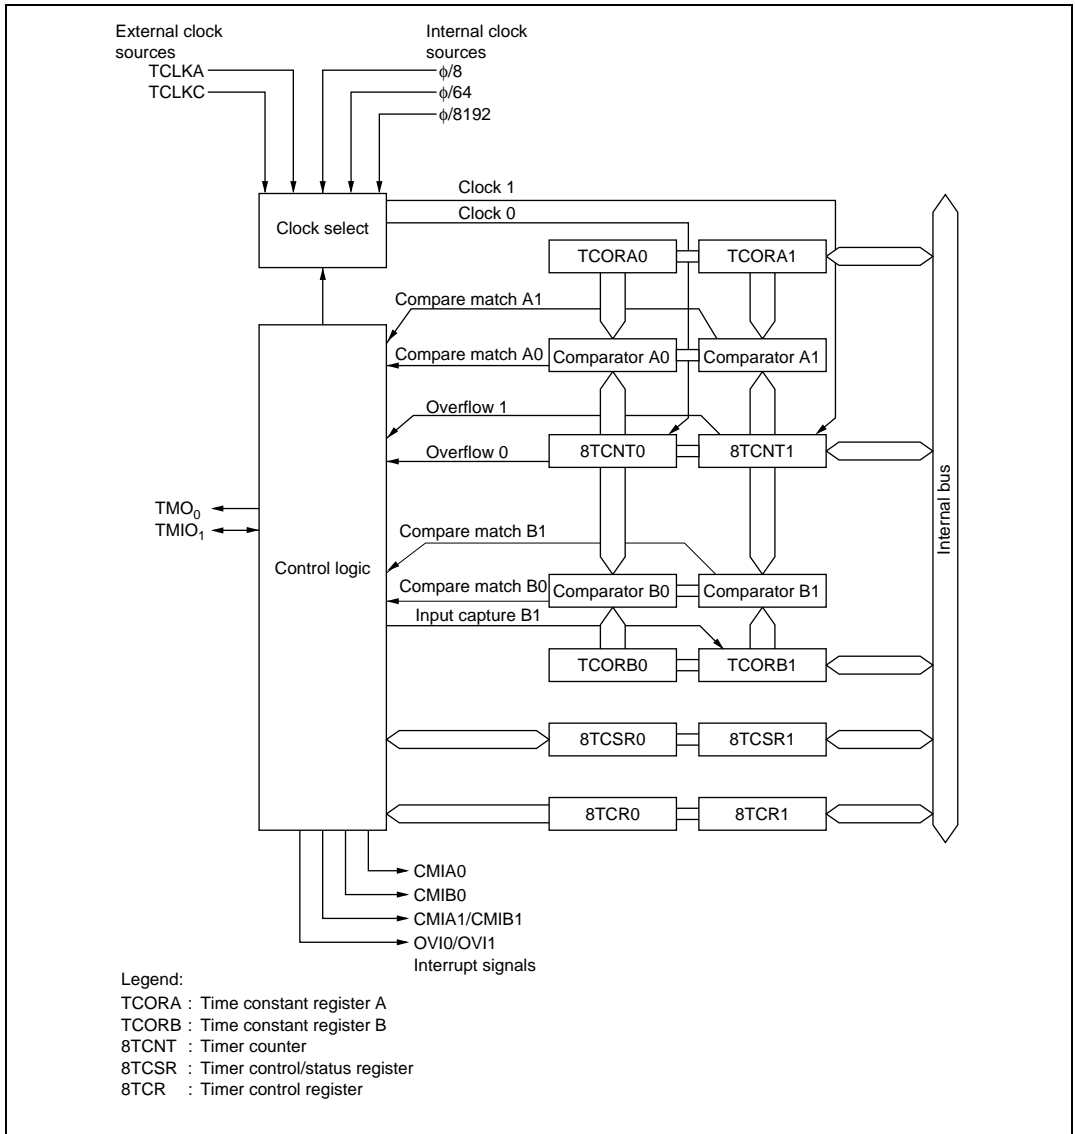 External clock
sources
Internal clock
sources
TCLKA
TCLKC
ϕ/8
ϕ/64
ϕ/8192
Clock 1
Clock 0
Clock select
TCORA0
TCORA1
Compare match A1
Compare match A0
Comparator A0
Comparator A1
Overflow 1
Overflow 0
8TCNT0
8TCNT1
TMO0
TMIO1
Control logic
Internal bus
Compare match B1
Compare match B0
Comparator B0
Comparator B1
Input capture B1
TCORB0
TCORB1
8TCSR0
8TCSR1
8TCR0
8TCR1
CMIA0
CMIB0
CMIA1/CMIB1
OVI0/OVI1
Interrupt signals
Legend:
TCORA : Time constant register A
TCORB : Time constant register B
8TCNT : Timer counter
8TCSR : Timer control/status register
8TCR : Timer control register